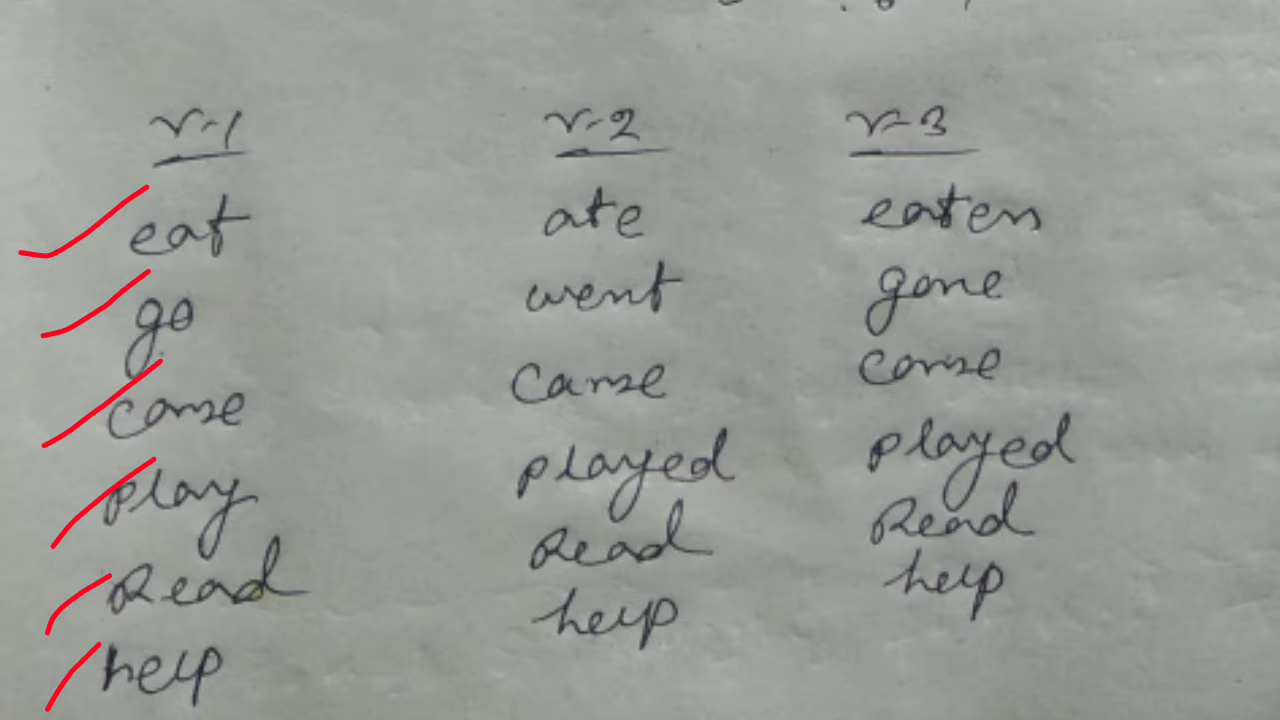 v-1 v-2 v-3
eat ate eaten
go went gone
come came come
play played played
Read Read Read
help help help